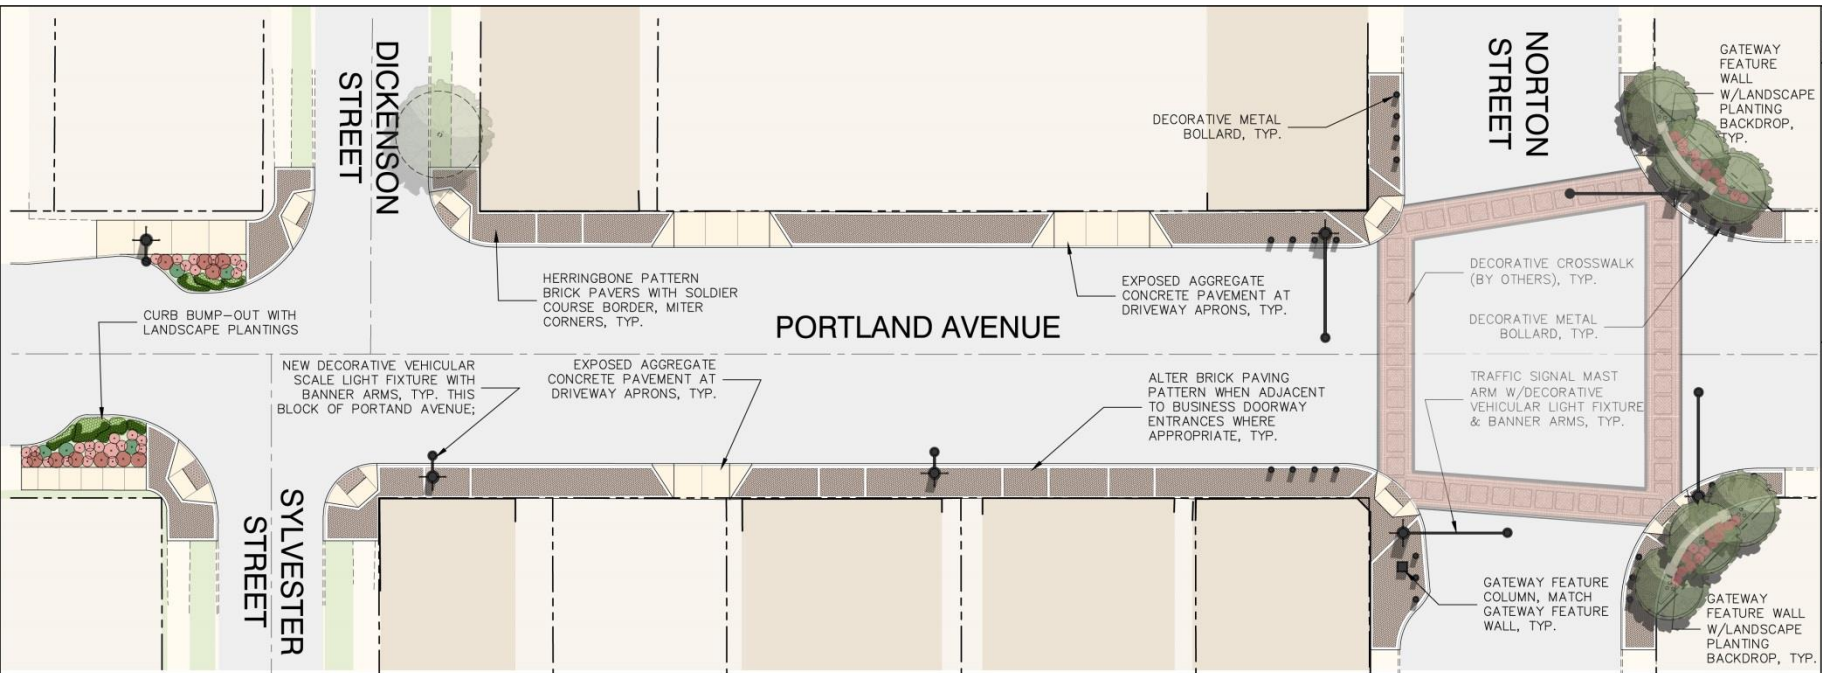 DICKENSON
STREET
NORTON
STREET
GATEWAY
FEATURE
WALL
W/LANDSCAPE
PLANTING
BACKDROP,
TYP.
DECORATIVE METAL
BOLLARD, TYP.
HERRINGBONE PATTERN
BRICK PAVERS WITH SOLDIER
COURSE BORDER, MITER
CORNERS, TYP.
EXPOSED AGGREGATE
CONCRETE PAVEMENT AT
DRIVEWAY APRONS, TYP.
DECORATIVE CROSSWALK
(BY OTHERS), TYP.
CURB BUMP-OUT WITH
LANDSCAPE PLANTINGS
PORTLAND AVENUE
DECORATIVE METAL
BOLLARD, TYP.
NEW DECORATIVE VEHICULAR
SCALE LIGHT FIXTURE WITH
BANNER ARMS, TYP. THIS
BLOCK OF PORTAND AVENUE;
EXPOSED AGGREGATE
CONCRETE PAVEMENT AT
DRIVEWAY APRONS, TYP.
ALTER BRICK PAVING
PATTERN WHEN ADJACENT
TO BUSINESS DOORWAY
ENTRANCES WHERE
APPROPRIATE, TYP.
TRAFFIC SIGNAL MAST
ARM W/DECORATIVE
VEHICULAR LIGHT FIXTURE
& BANNER ARMS, TYP.
SYLVESTER
STREET
GATEWAY FEATURE
COLUMN, MATCH
GATEWAY FEATURE
WALL, TYP.
GATEWAY
FEATURE WALL
W/LANDSCAPE
PLANTING
BACKDROP, TYP.